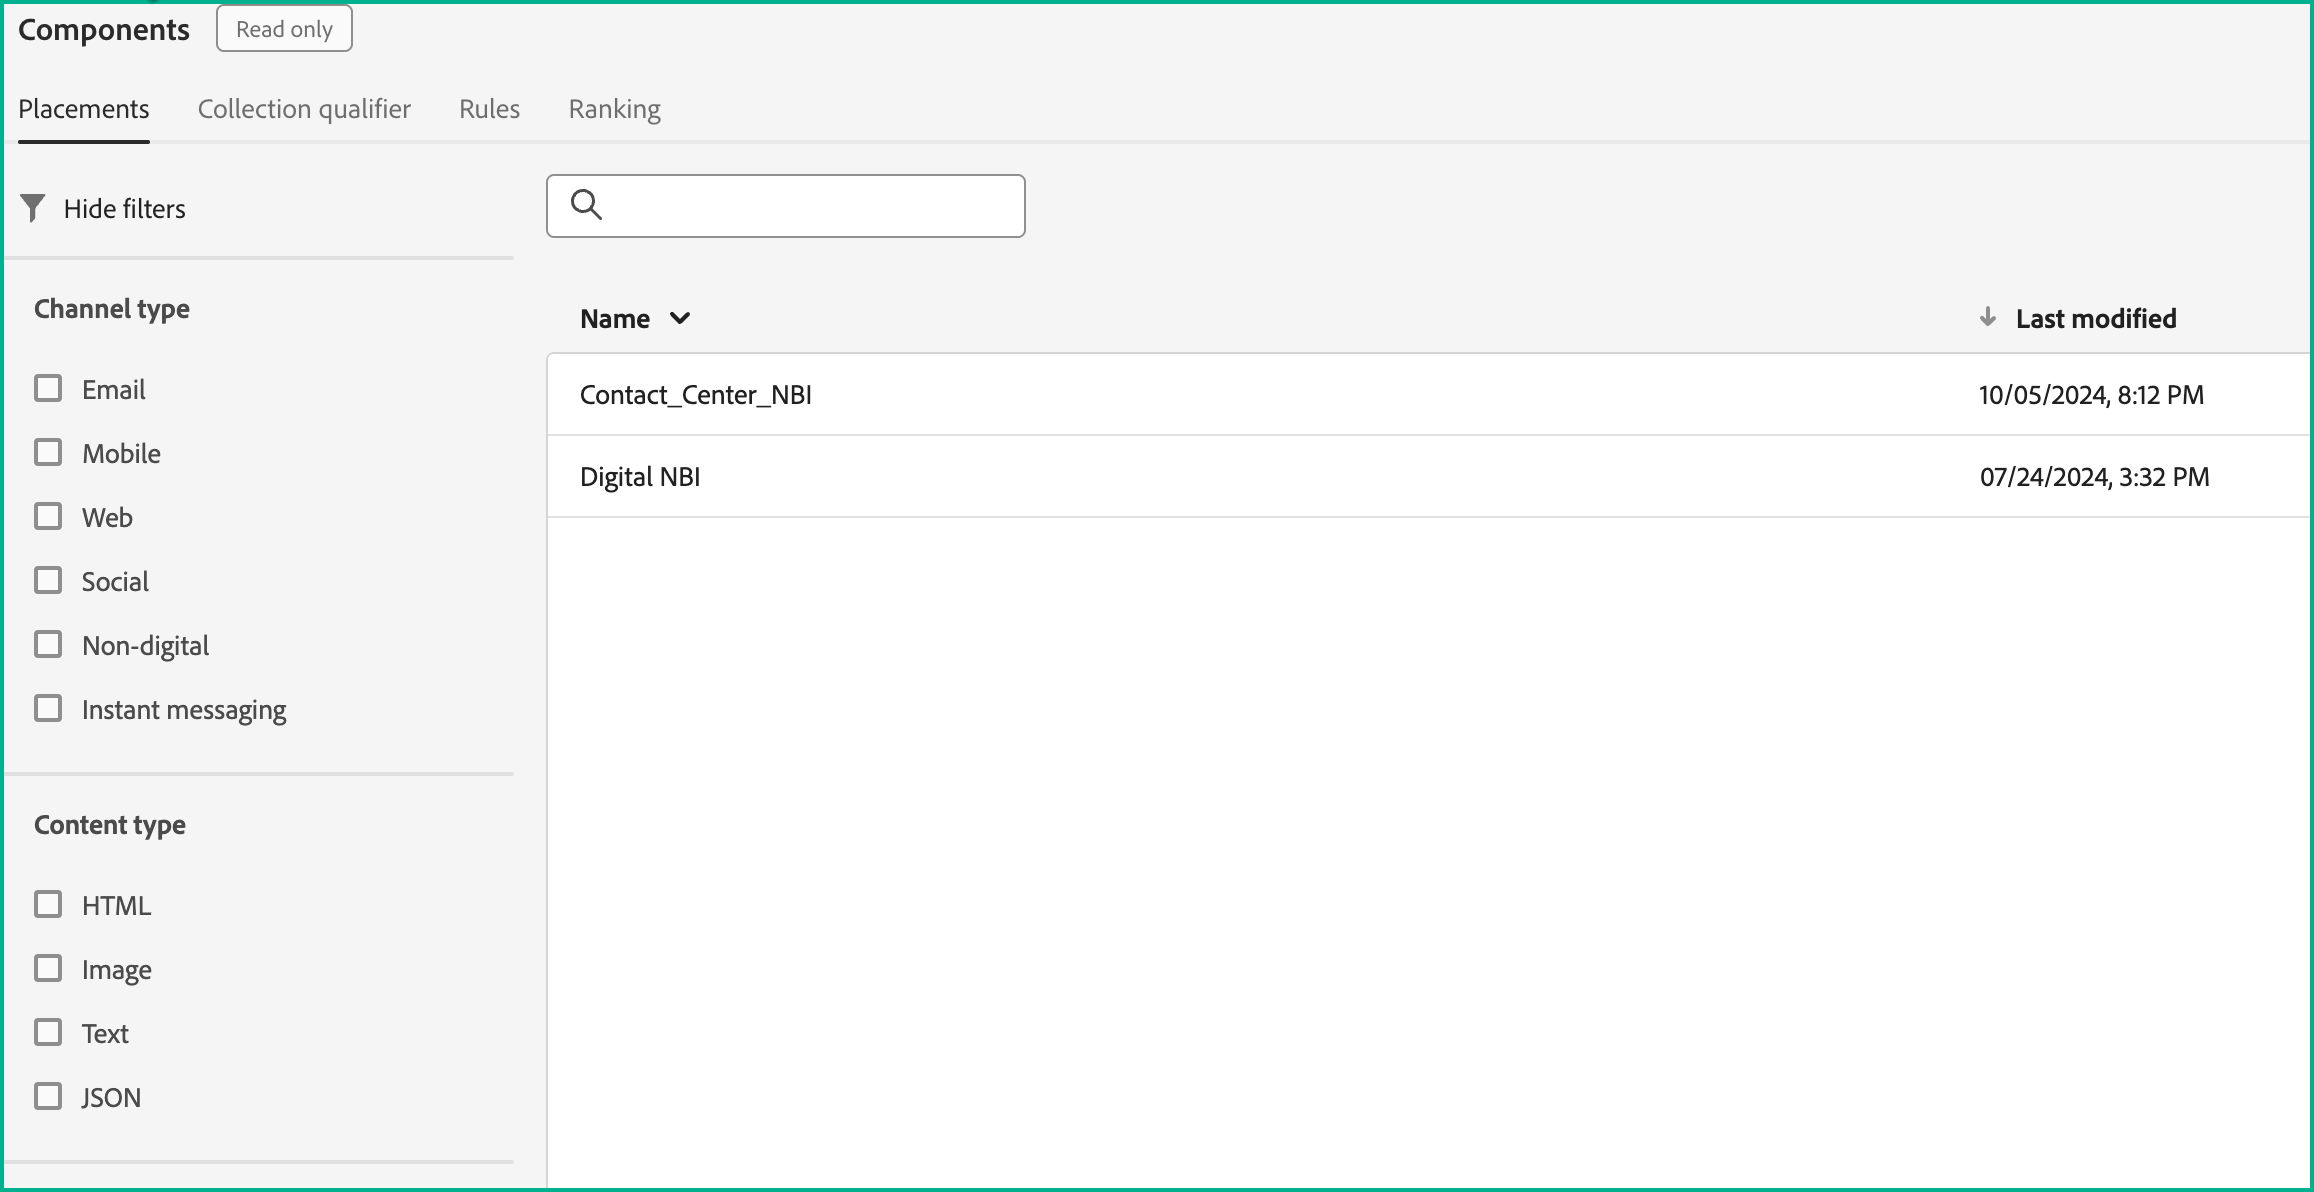 Components Read only
Placements Collection qualifier Rules Ranking
Hide filters
Channel type
Email
Mobile
Web
Social
Non-digital
Instant messaging
Content type
HTML
Image
Text
JSON
Name Last modified
Contact_Center_NBI 10/05/2024, 8:12 PM
Digital NBI 07/24/2024, 3:32 PM